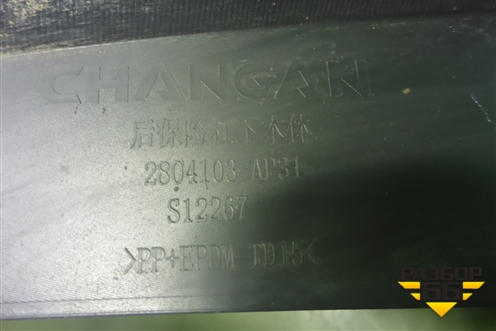 CHANGAN
后保险杠下本体
2804103-AP31
S12267
>PP+EPDM-TD15<
РАЗБОР
66